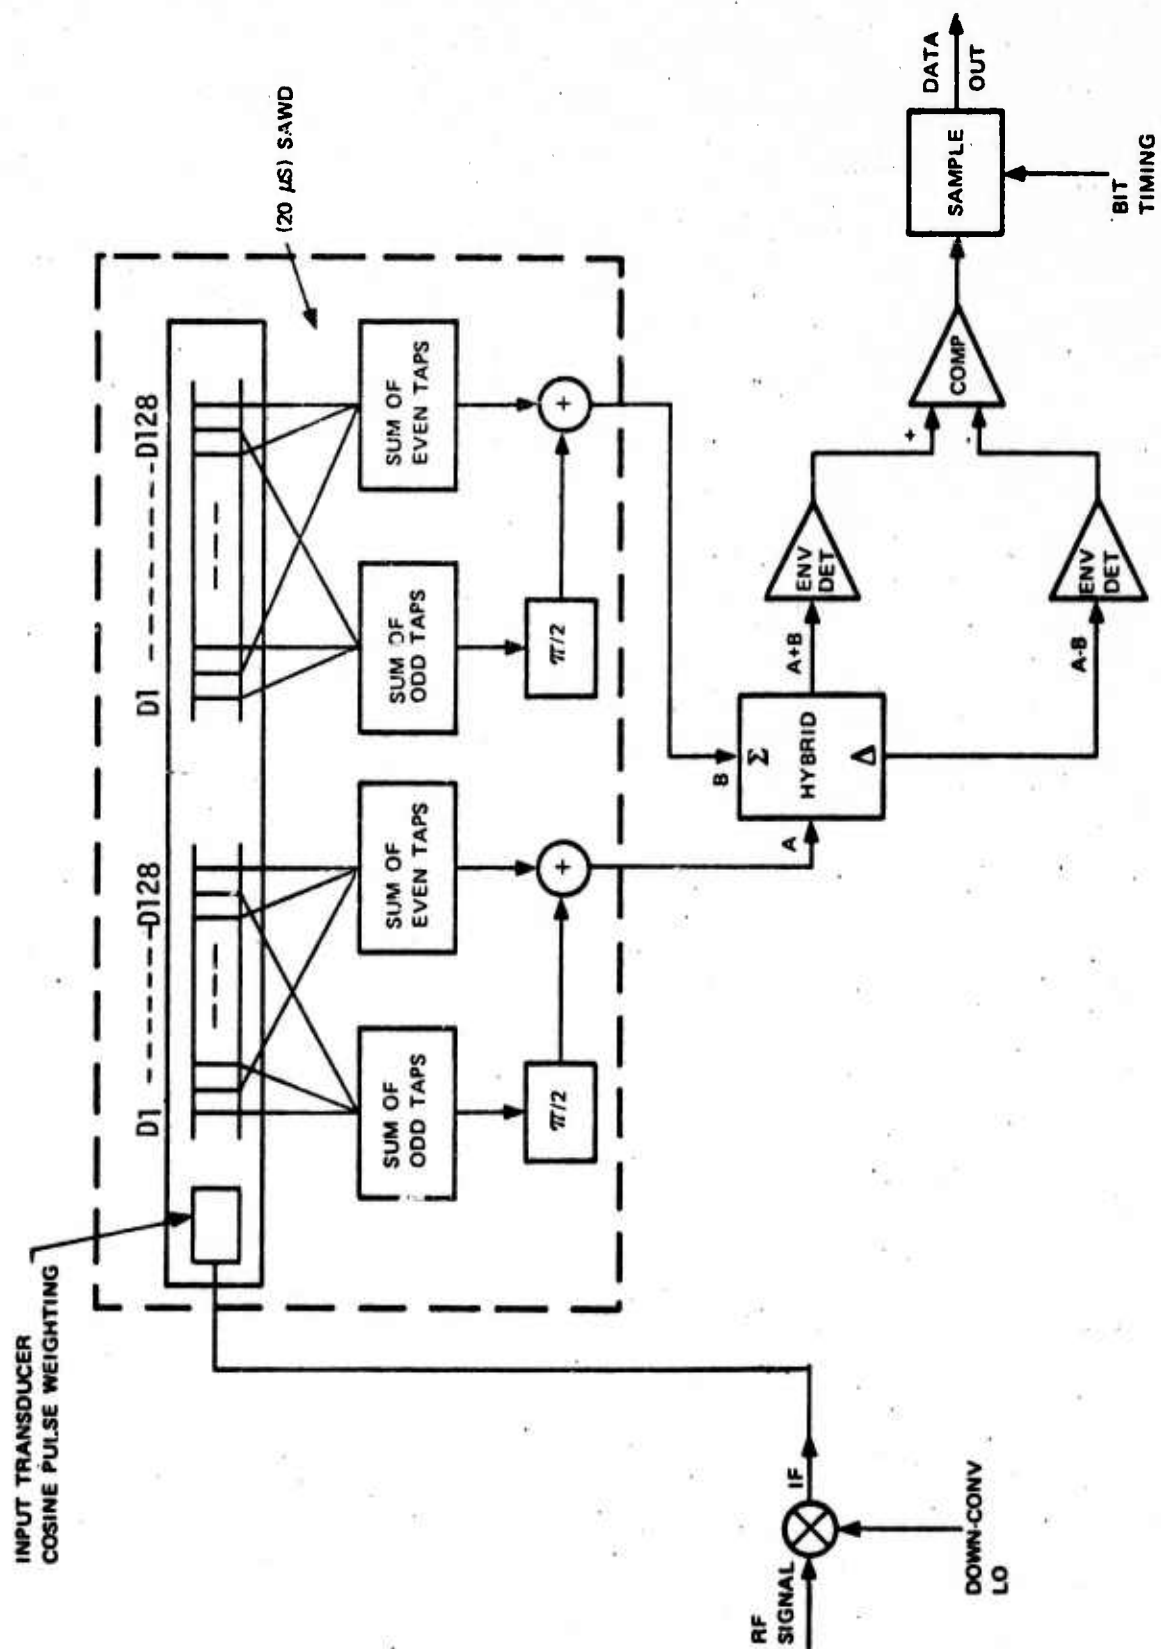 INPUT TRANSDUCER
COSINE PULSE WEIGHTING
(20 µS) SAWD
D1 ------- D128
D1 --------- D128
SUM OF
ODD TAPS
SUM OF
EVEN TAPS
SUM OF
ODD TAPS
SUM OF
EVEN TAPS
π/2
+
π/2
+
RF
SIGNAL
IF
DOWN-CONV
LO
A
B
Σ
HYBRID
Δ
A+B
A-B
ENV
DET
ENV
DET
+
-
COMP
SAMPLE
BIT
TIMING
DATA
OUT